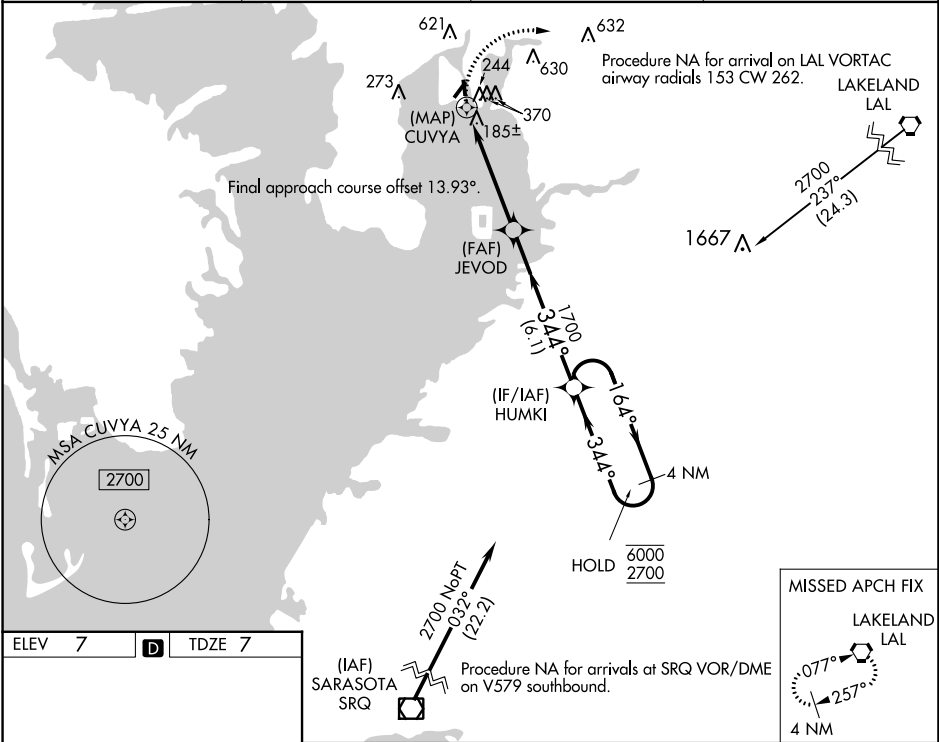 621
632
630
244
273
370
185±
(MAP)
CUVYA
Procedure NA for arrival on LAL VORTAC
airway radials 153 CW 262.
LAKELAND
LAL
2700
237°
(24.3)
1667
Final approach course offset 13.93°.
(FAF)
JEVOD
1700
344°
(6.1)
(IF/IAF)
HUMKI
164°
344°
4 NM
HOLD
6000
2700
MSA CUVYA 25 NM
2700
2700 NoPT
032°
(22.2)
(IAF)
SARASOTA
SRQ
Procedure NA for arrivals at SRQ VOR/DME
on V579 southbound.
ELEV 7 D TDZE 7
MISSED APCH FIX
LAKELAND
LAL
077°
257°
4 NM